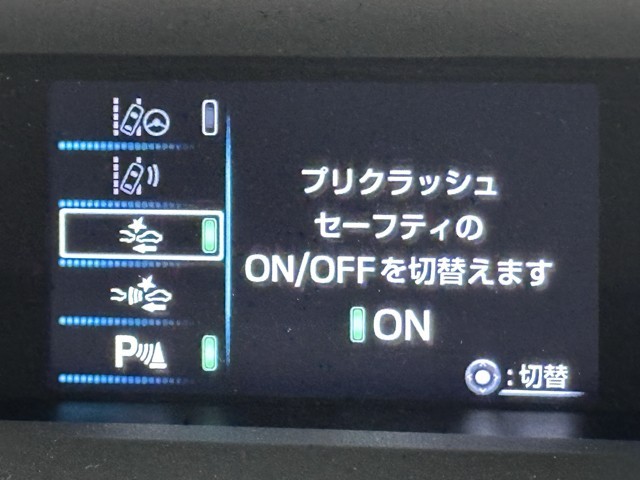 プリクラッシュ
セーフティの
ON/OFFを切替えます
ON
P
:切替